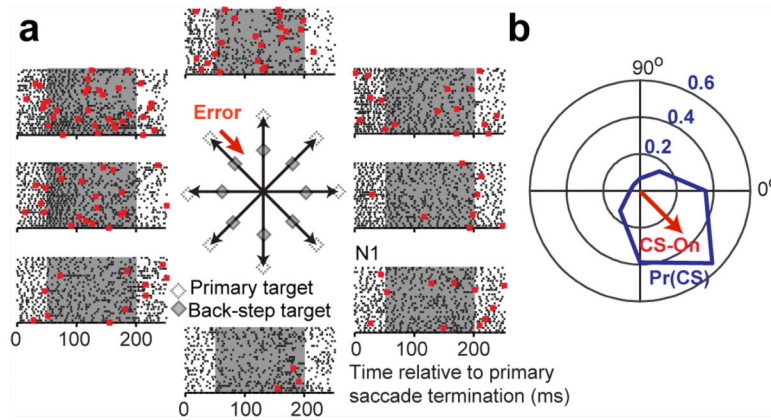 a
b
90°
0.6
0.4
0.2
0°
Error
CS-On
Pr(CS)
N1
Primary target
Back-step target
0 100 200
0 100 200
0 100 200
Time relative to primary
saccade termination (ms)